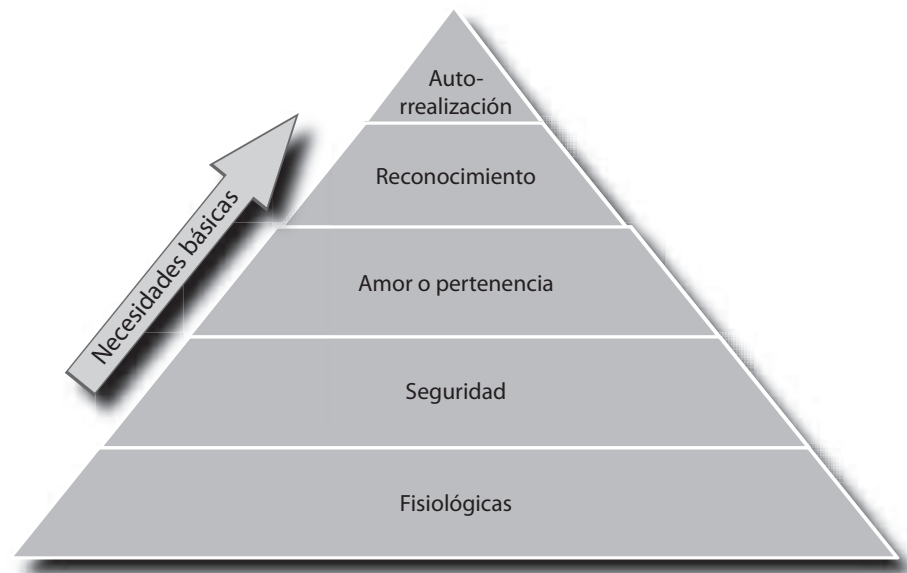 Auto-
rrealización
Reconocimiento
Necesidades básicas
Amor o pertenencia
Seguridad
Fisiológicas